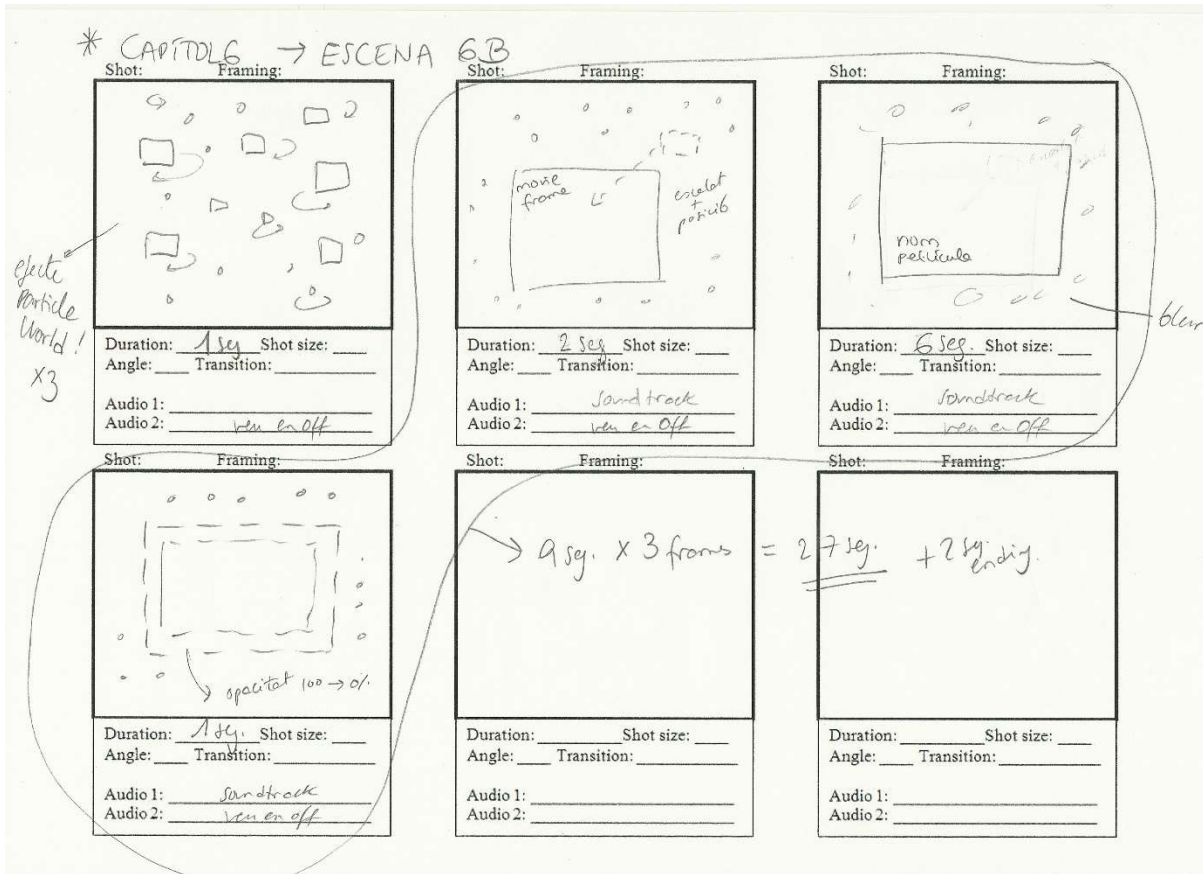 * CAPÍTOL 6 → ESCENA 6B
Shot: Framing:
efecte
Particle
World!
x3
Duration: 1 seg Shot size:
Angle: Transition:
Audio 1:
Audio 2: veu en off
Shot: Framing:
movie
frame
escalat
+
posició
Duration: 2 seg Shot size:
Angle: Transition:
Audio 1: soundtrack
Audio 2: veu en off
Shot: Framing:
nom
pel·lícula
blur
Duration: 6 seg. Shot size:
Angle: Transition:
Audio 1: soundtrack
Audio 2: veu en off
Shot: Framing:
opacitat 100 → 0%
Duration: 1 seg. Shot size:
Angle: Transition:
Audio 1: soundtrack
Audio 2: veu en off
Shot: Framing:
→ 9 seg. x 3 frames = 27 seg. + 2 seg. ending.
Duration: Shot size:
Angle: Transition:
Audio 1:
Audio 2:
Shot: Framing:
Duration: Shot size:
Angle: Transition:
Audio 1:
Audio 2: